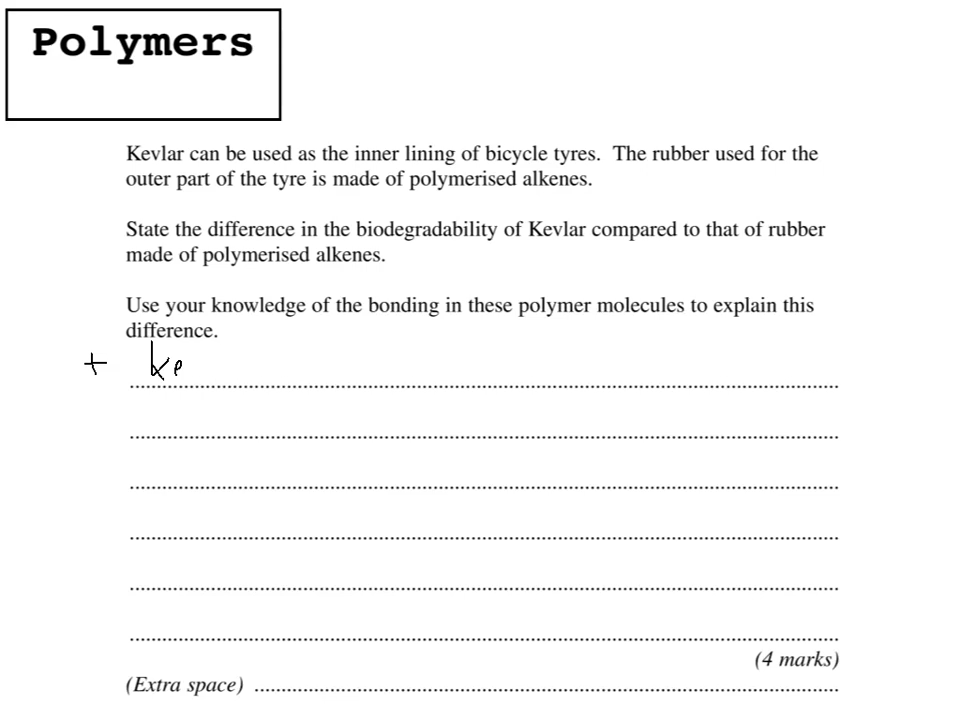 Polymers
Kevlar can be used as the inner lining of bicycle tyres. The rubber used for the
outer part of the tyre is made of polymerised alkenes.
State the difference in the biodegradability of Kevlar compared to that of rubber
made of polymerised alkenes.
Use your knowledge of the bonding in these polymer molecules to explain this
difference.
+ Ke
(4 marks)
(Extra space)